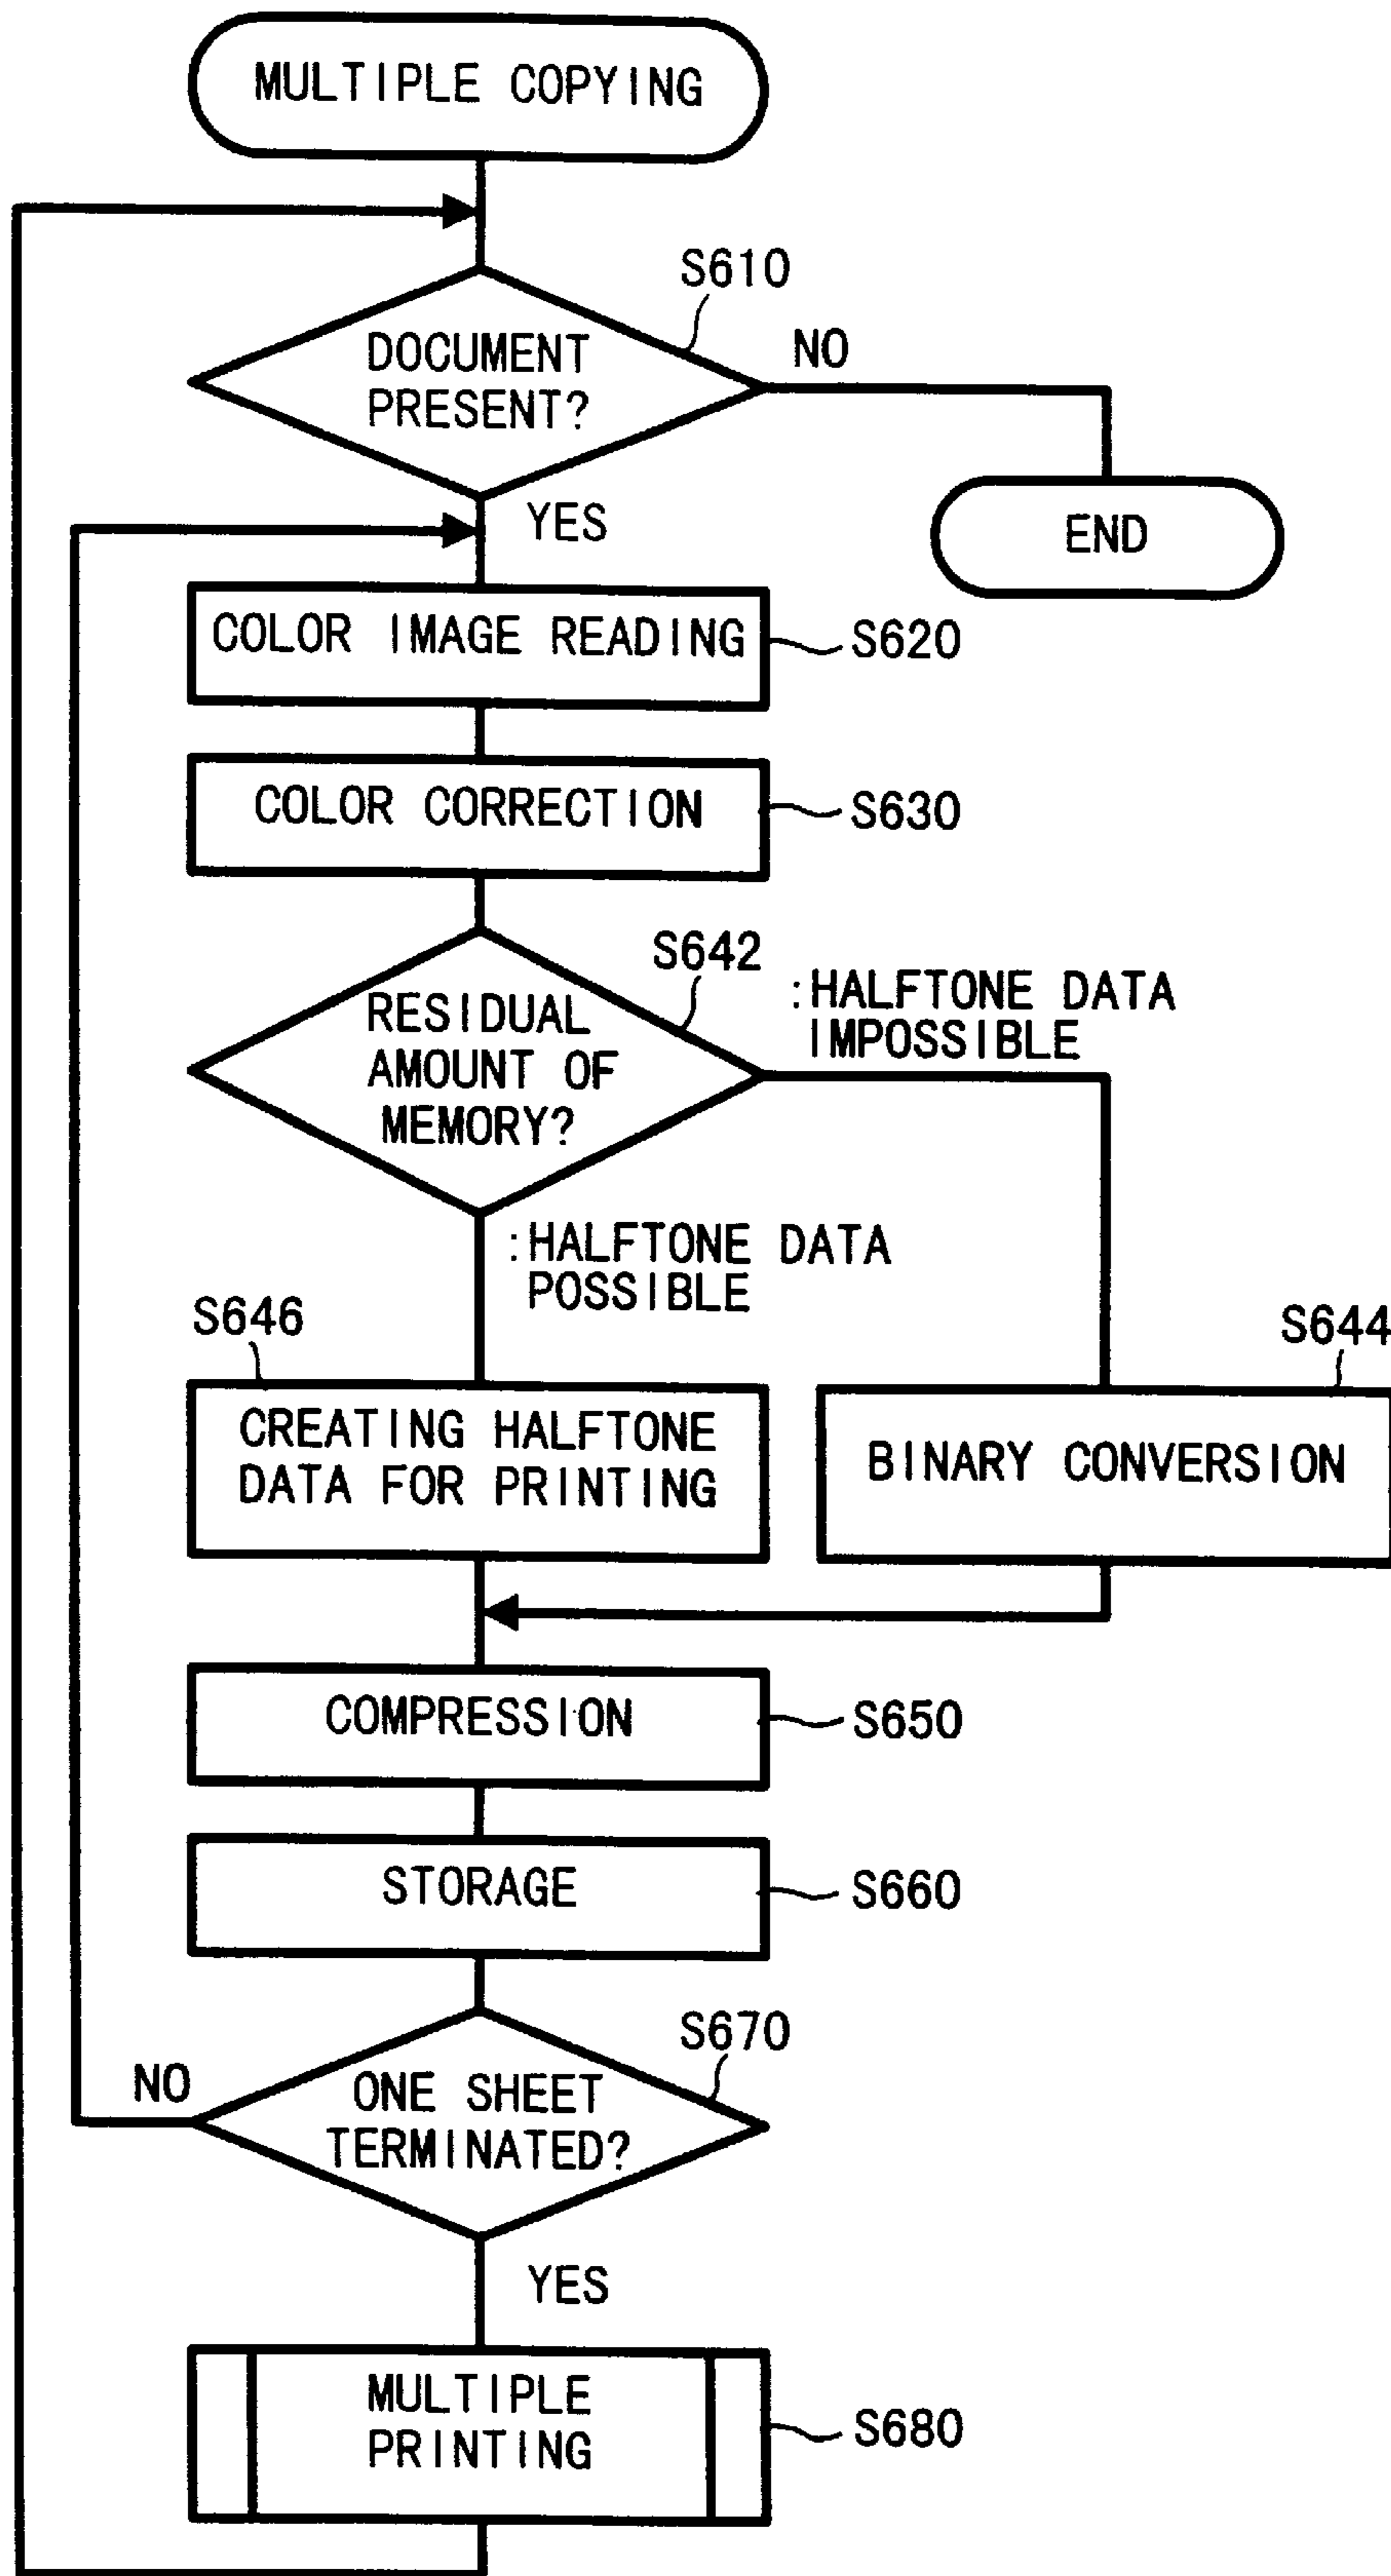 MULTIPLE COPYING
S610
DOCUMENT
PRESENT?
NO
YES
END
COLOR IMAGE READING
S620
COLOR CORRECTION
S630
S642
RESIDUAL
AMOUNT OF
MEMORY?
:HALFTONE DATA
IMPOSSIBLE
:HALFTONE DATA
POSSIBLE
S646
S644
CREATING HALFTONE
DATA FOR PRINTING
BINARY CONVERSION
COMPRESSION
S650
STORAGE
S660
S670
NO
ONE SHEET
TERMINATED?
YES
MULTIPLE
PRINTING
S680